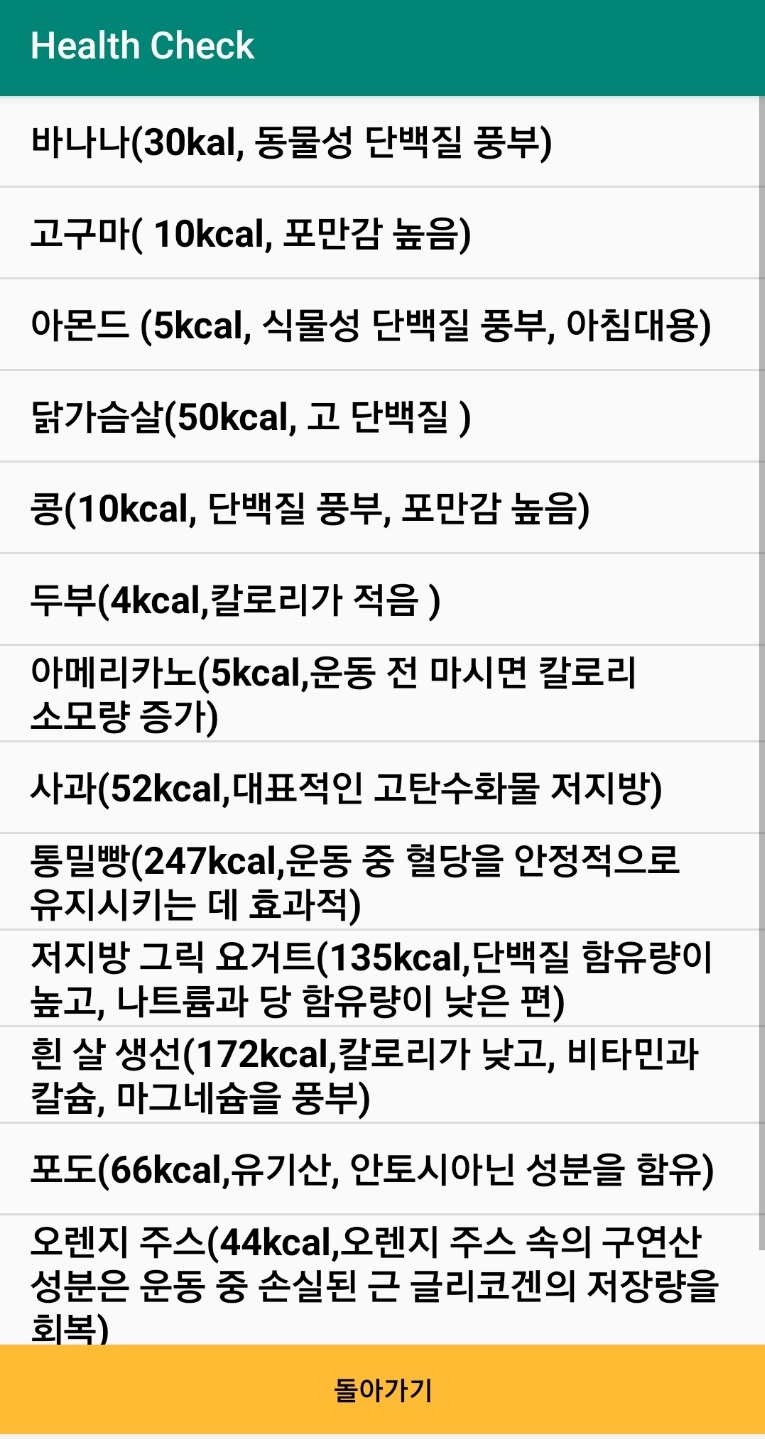 Health Check
바나나(30kal, 동물성 단백질 풍부)
고구마( 10kcal, 포만감 높음)
아몬드 (5kcal, 식물성 단백질 풍부, 아침대용)
닭가슴살(50kcal, 고 단백질 )
콩(10kcal, 단백질 풍부, 포만감 높음)
두부(4kcal,칼로리가 적음 )
아메리카노(5kcal,운동 전 마시면 칼로리
소모량 증가)
사과(52kcal,대표적인 고탄수화물 저지방)
통밀빵(247kcal,운동 중 혈당을 안정적으로
유지시키는 데 효과적)
저지방 그릭 요거트(135kcal,단백질 함유량이
높고, 나트륨과 당 함유량이 낮은 편)
흰 살 생선(172kcal,칼로리가 낮고, 비타민과
칼슘, 마그네슘을 풍부)
포도(66kcal,유기산, 안토시아닌 성분을 함유)
오렌지 주스(44kcal,오렌지 주스 속의 구연산
성분은 운동 중 손실된 근 글리코겐의 저장량을
회복)
돌아가기